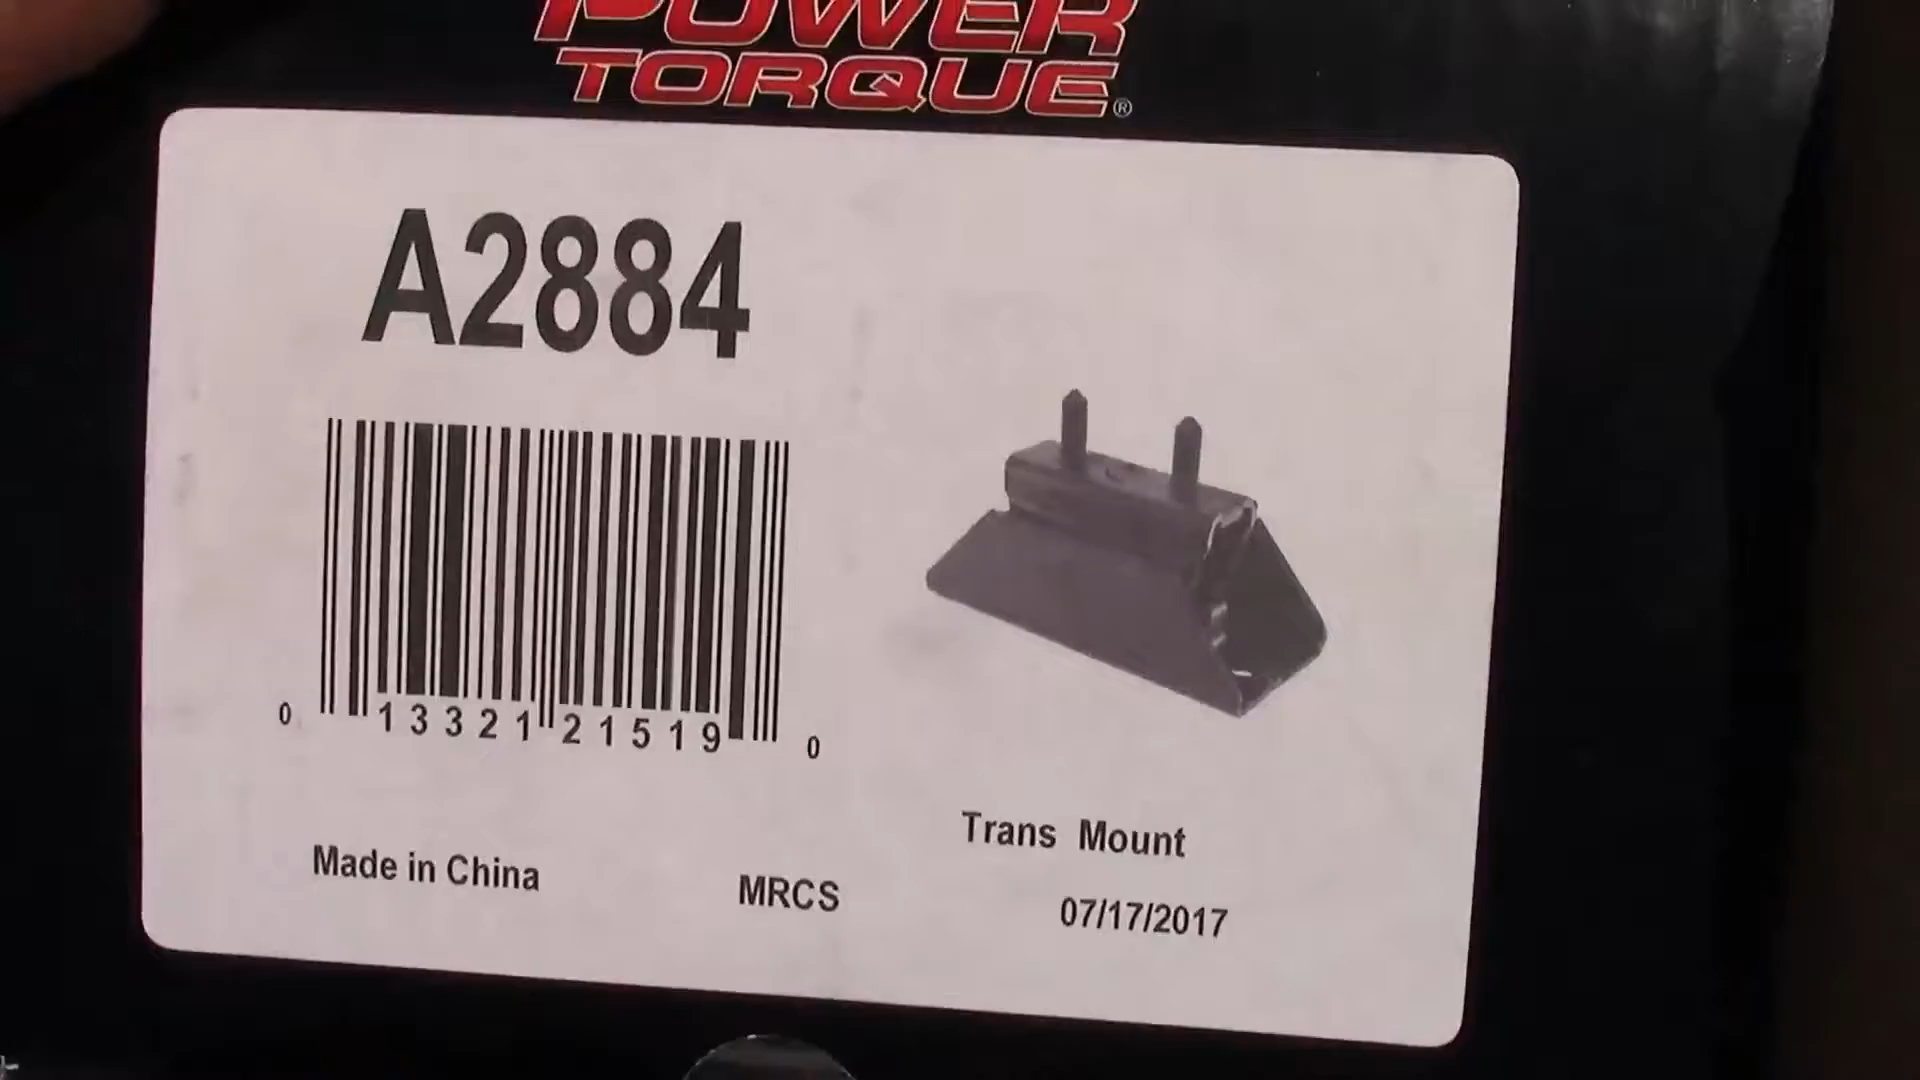 POWER
TORQUE®
A2884
0 13321 21519 0
Trans Mount
Made in China
MRCS
07/17/2017